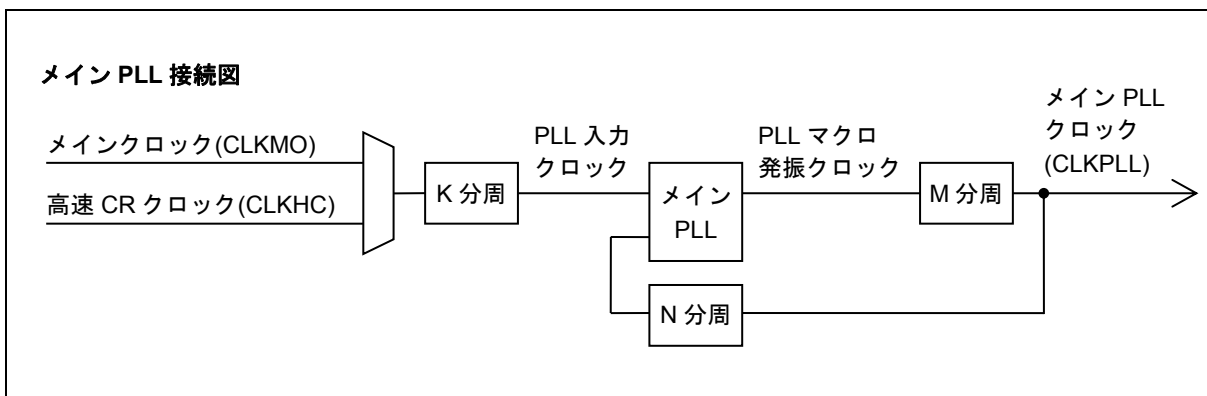 メイン PLL 接続図
メインクロック(CLKMO)
高速 CR クロック(CLKHC)
K 分周
PLL 入力
クロック
メイン
PLL
PLL マクロ
発振クロック
M 分周
メイン PLL
クロック
(CLKPLL)
N 分周